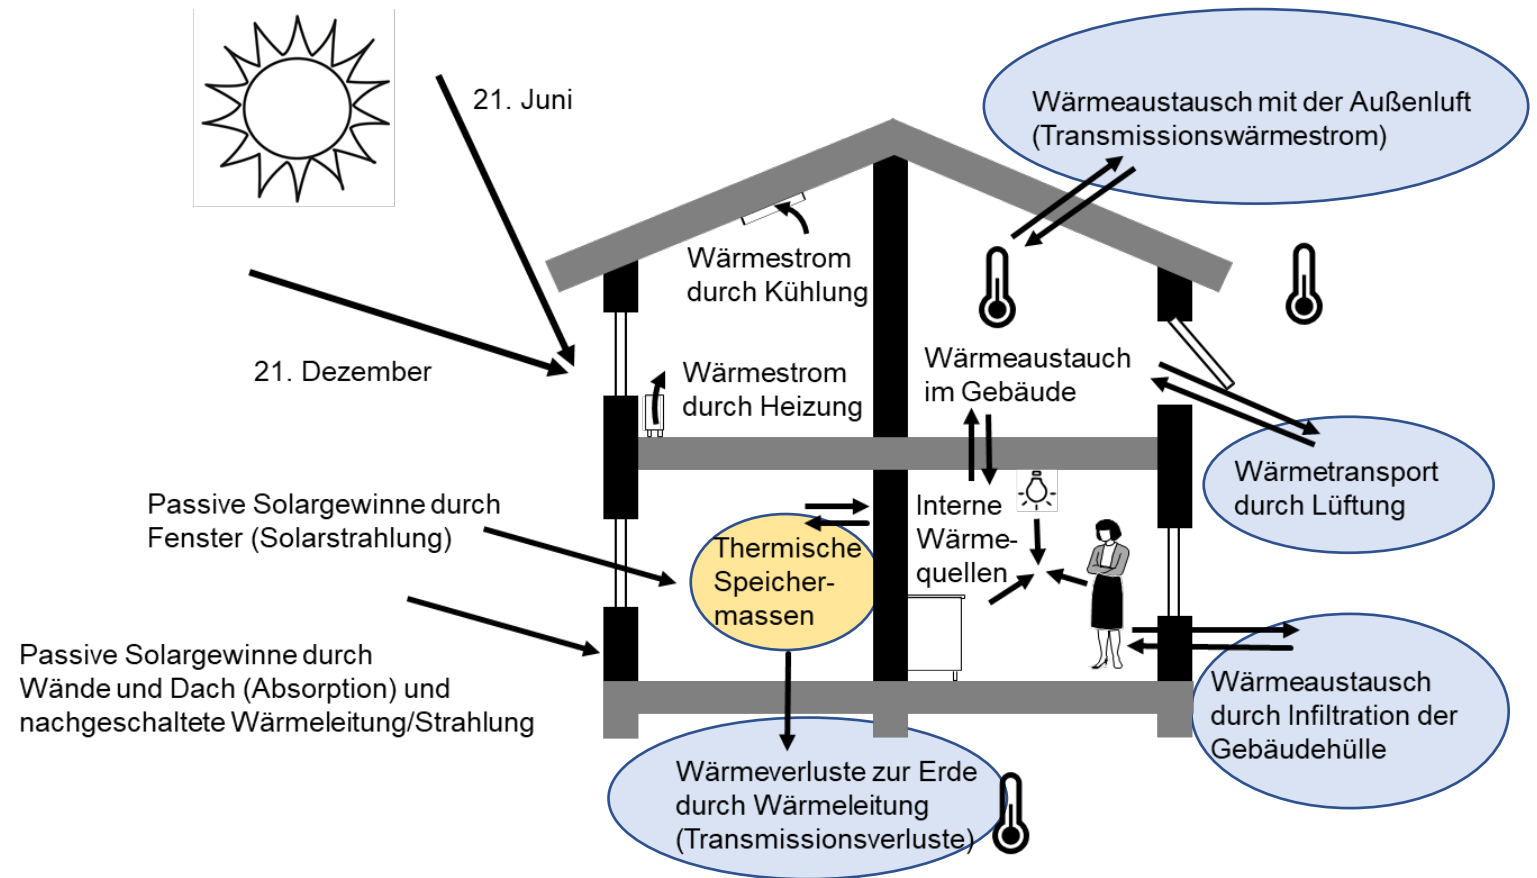 21. Juni
Wärmeaustausch mit der Außenluft
(Transmissionswärmestrom)
Wärmestrom
durch Kühlung
21. Dezember
Wärmestrom
durch Heizung
Wärmeaustauch
im Gebäude
Wärmetransport
durch Lüftung
Passive Solargewinne durch
Fenster (Solarstrahlung)
Thermische
Speicher-
massen
Interne
Wärme-
quellen
Passive Solargewinne durch
Wände und Dach (Absorption) und
nachgeschaltete Wärmeleitung/Strahlung
Wärmeaustausch
durch Infiltration der
Gebäudehülle
Wärmeverluste zur Erde
durch Wärmeleitung
(Transmissionsverluste)